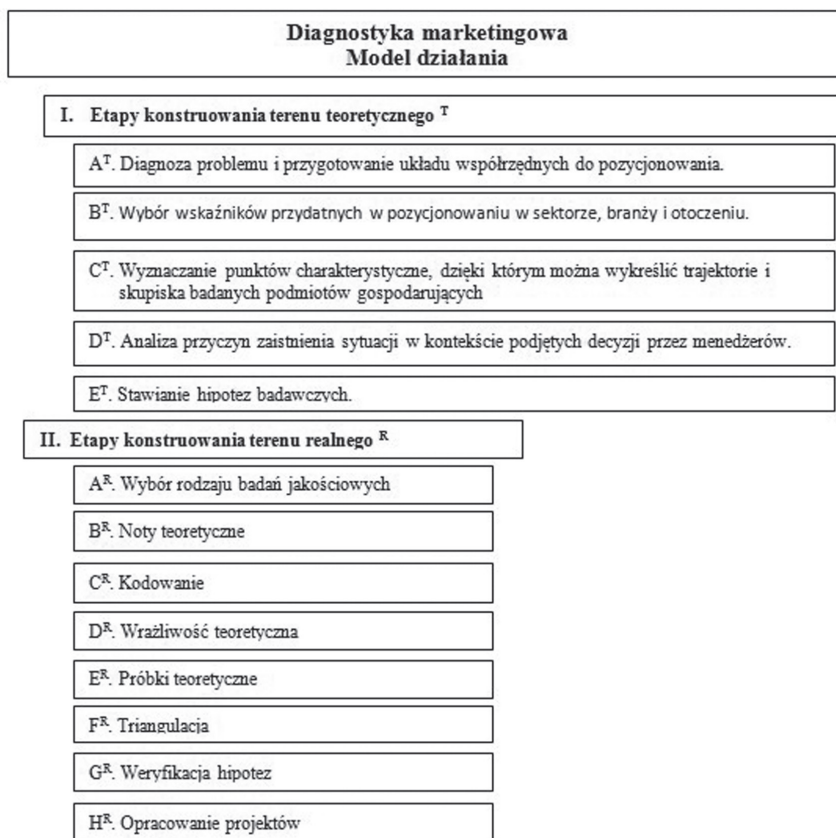 Diagnostyka marketingowa
Model działania
I. Etapy konstruowania terenu teoretycznego ᵀ
Aᵀ. Diagnoza problemu i przygotowanie układu współrzędnych do pozycjonowania.
Bᵀ. Wybór wskaźników przydatnych w pozycjonowaniu w sektorze, branży i otoczeniu.
Cᵀ. Wyznaczanie punktów charakterystyczne, dzięki którym można wykreślić trajektorie i
skupiska badanych podmiotów gospodarujących
Dᵀ. Analiza przyczyn zaistnienia sytuacji w kontekście podjętych decyzji przez menedżerów.
Eᵀ. Stawianie hipotez badawczych.
II. Etapy konstruowania terenu realnego ᴿ
Aᴿ. Wybór rodzaju badań jakościowych
Bᴿ. Noty teoretyczne
Cᴿ. Kodowanie
Dᴿ. Wrażliwość teoretyczna
Eᴿ. Próbki teoretyczne
Fᴿ. Triangulacja
Gᴿ. Weryfikacja hipotez
Hᴿ. Opracowanie projektów